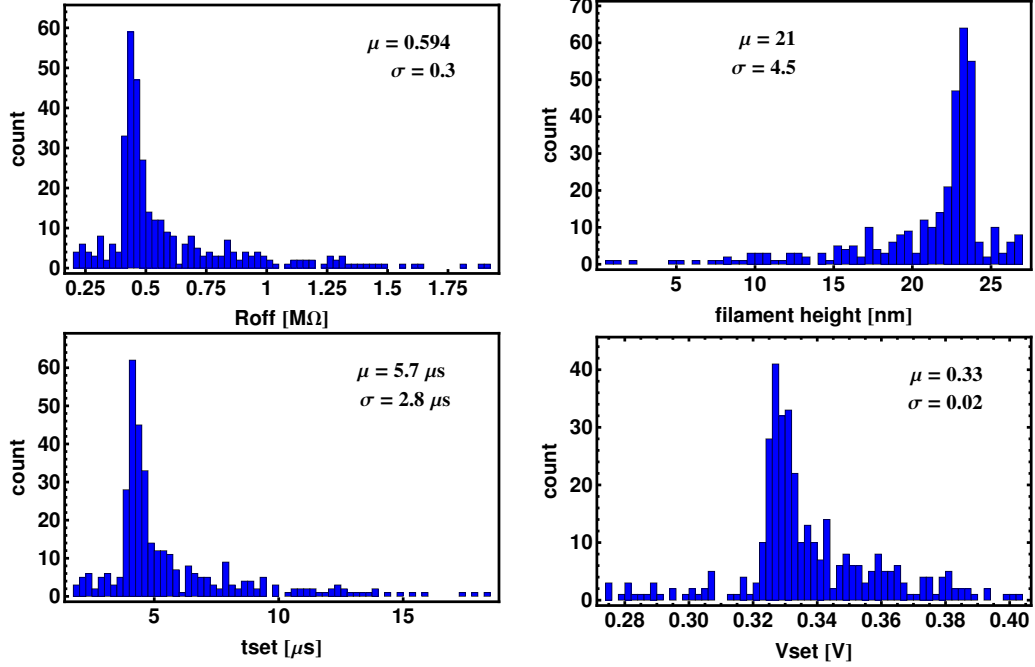 60
50
40
30
20
10
0
count
μ = 0.594
σ = 0.3
0.25 0.5 0.75 1 1.25 1.5 1.75
Roff [MΩ]
70
60
50
40
30
20
10
0
count
μ = 21
σ = 4.5
5 10 15 20 25
filament height [nm]
60
50
40
30
20
10
0
count
μ = 5.7 μs
σ = 2.8 μs
5 10 15
tset [μs]
40
30
20
10
0
count
μ = 0.33
σ = 0.02
0.28 0.30 0.32 0.34 0.36 0.38 0.40
Vset [V]